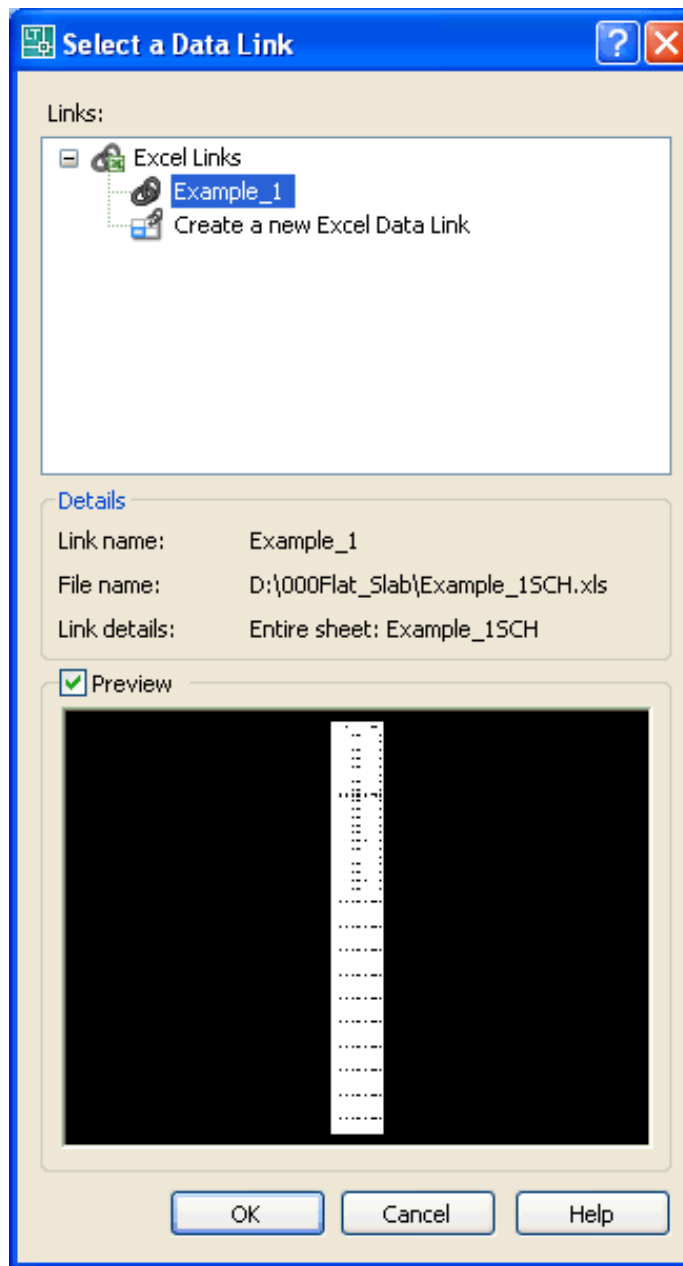 LT
Select a Data Link
Links:
Excel Links
Example_1
Create a new Excel Data Link
Details
Link name: Example_1
File name: D:\000Flat_Slab\Example_1SCH.xls
Link details: Entire sheet: Example_1SCH
Preview
OK Cancel Help